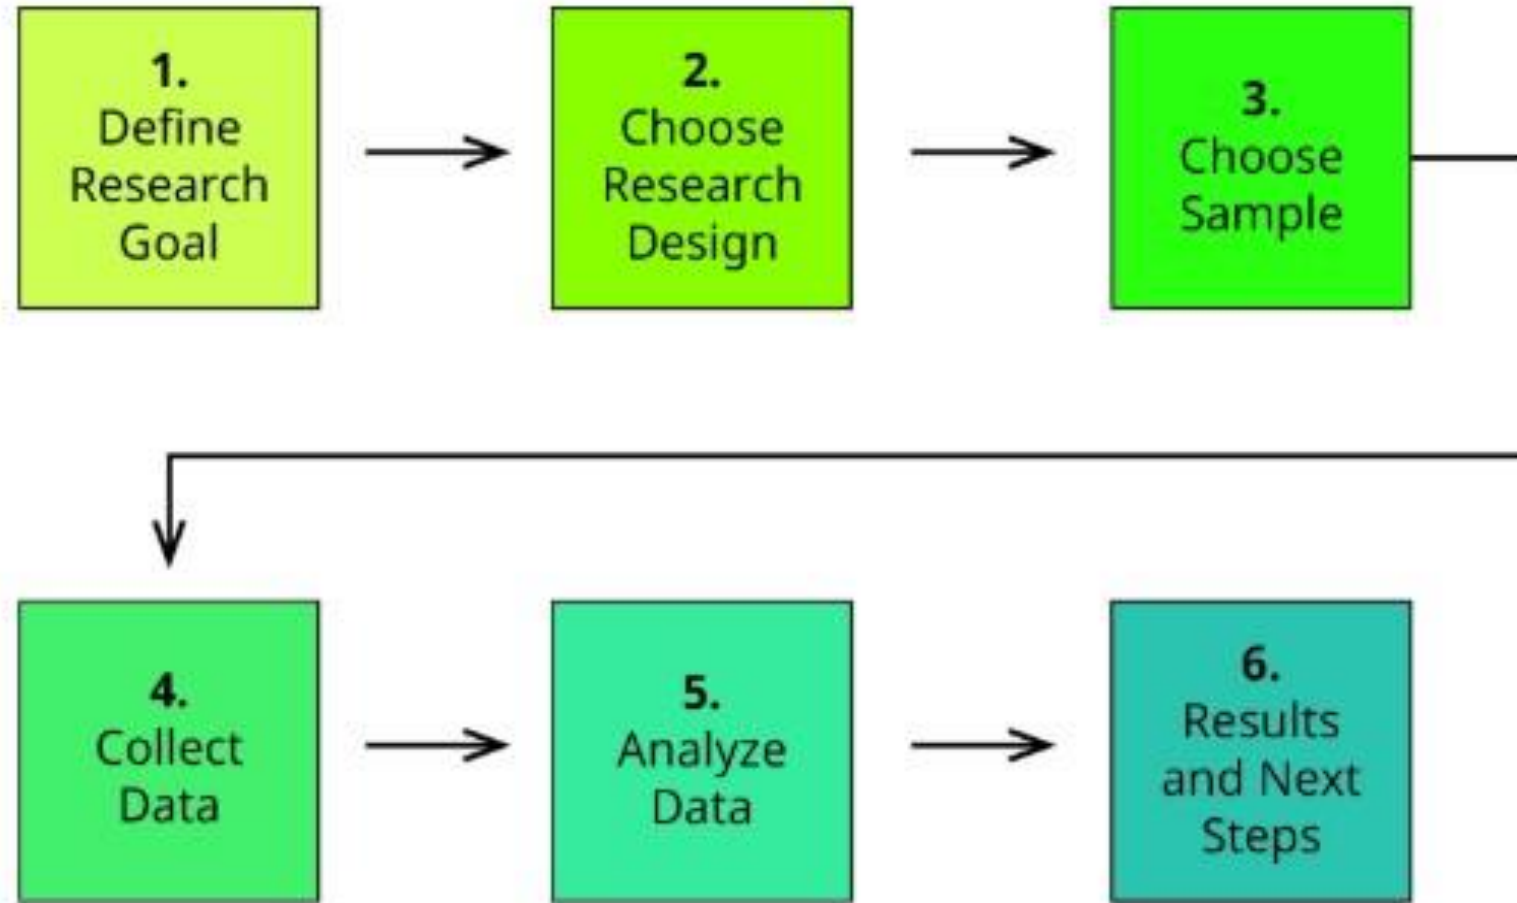 1.
Define
Research
Goal
2.
Choose
Research
Design
3.
Choose
Sample
4.
Collect
Data
5.
Analyze
Data
6.
Results
and Next
Steps